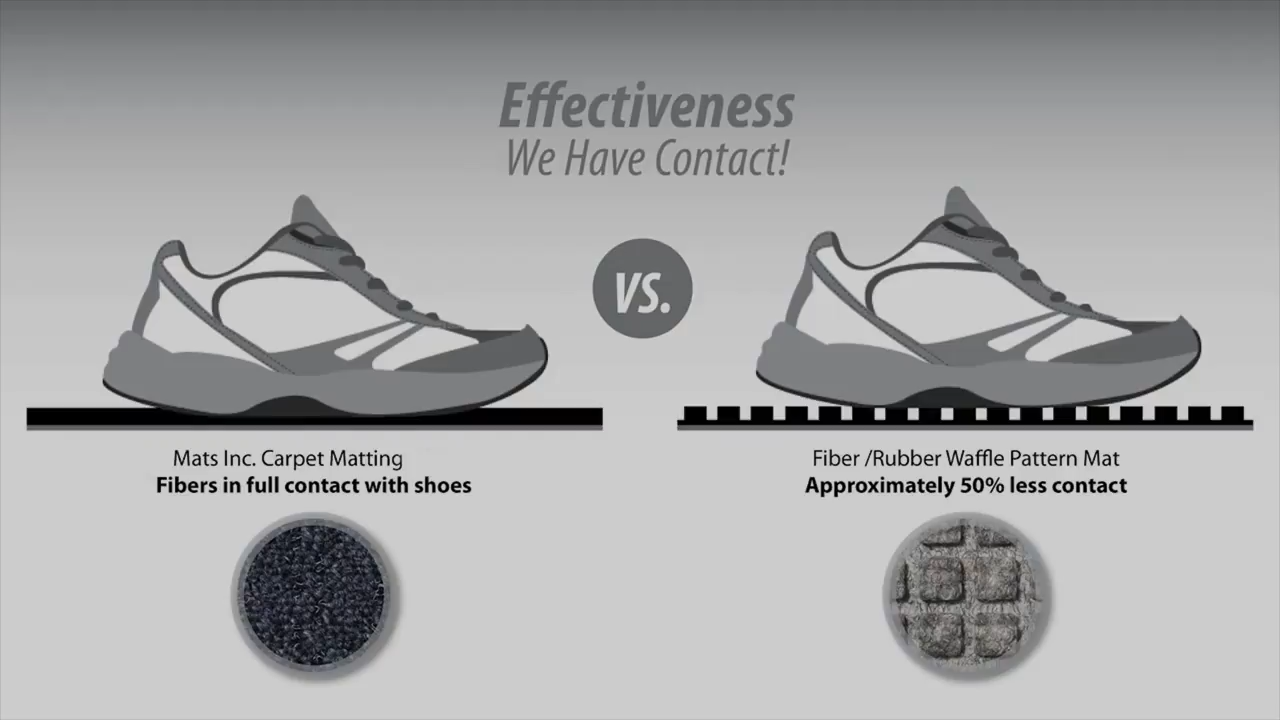 Effectiveness
We Have Contact!
VS.
Mats Inc. Carpet Matting
Fibers in full contact with shoes
Fiber /Rubber Waffle Pattern Mat
Approximately 50% less contact